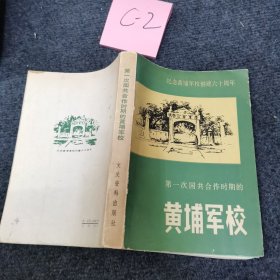 C-2
纪念黄埔军校创建六十周年
第一次国共合作时期的
黄埔军校
第一次国共合作时期的黄埔军校
文史资料出版社